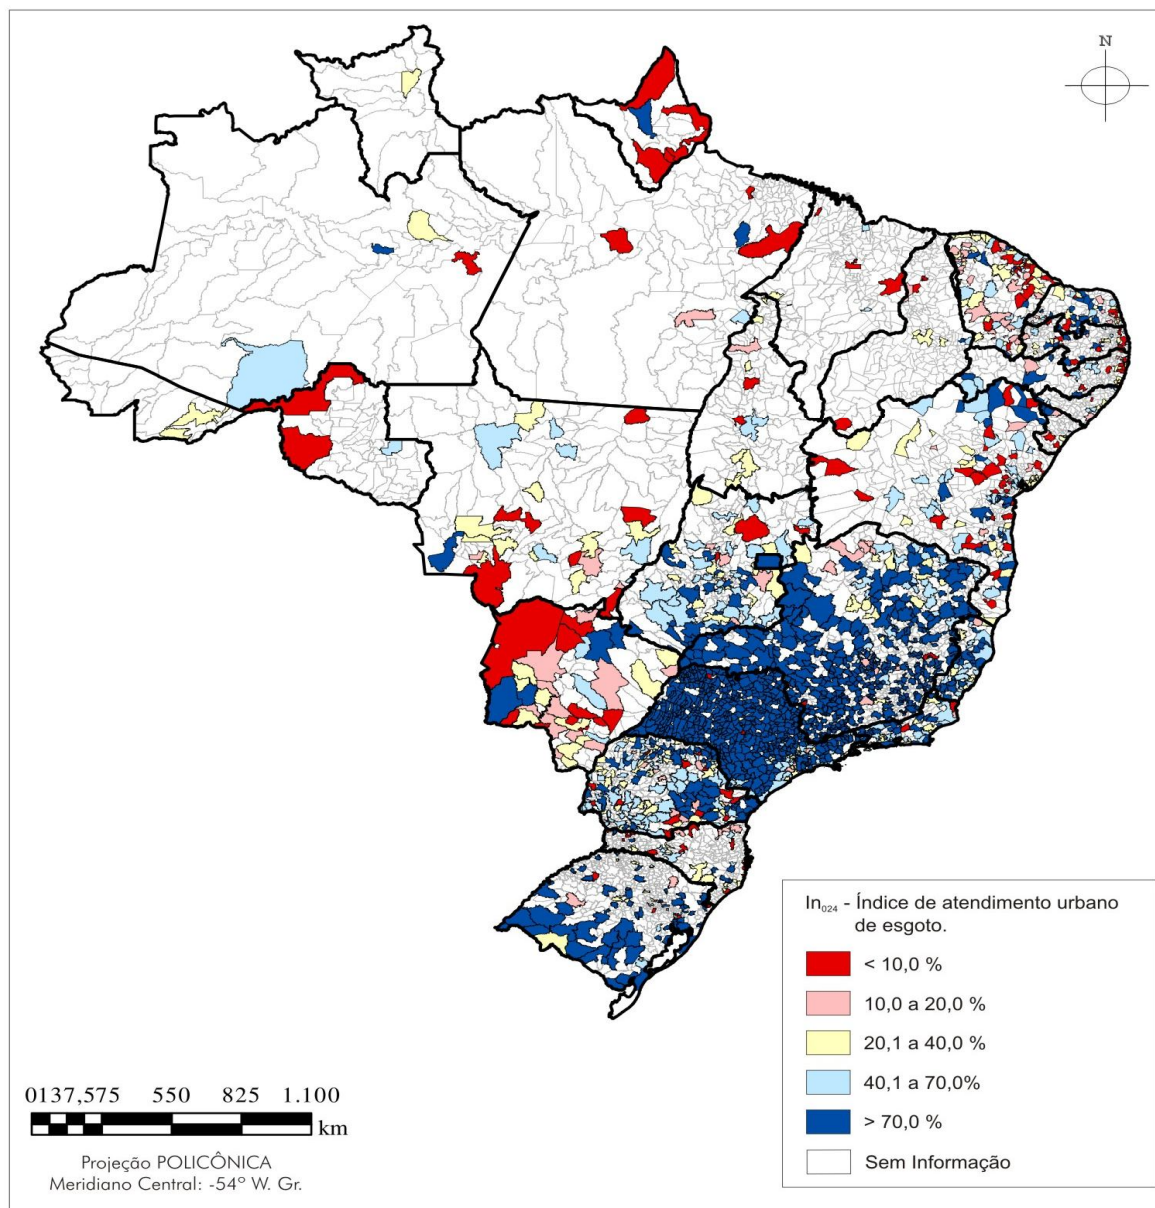 N
In024 - Índice de atendimento urbano
de esgoto.
< 10,0 %
10,0 a 20,0 %
20,1 a 40,0 %
40,1 a 70,0%
> 70,0 %
Sem Informação
0137,575 550 825 1.100
km
Projeção POLICÔNICA
Meridiano Central: -54º W. Gr.